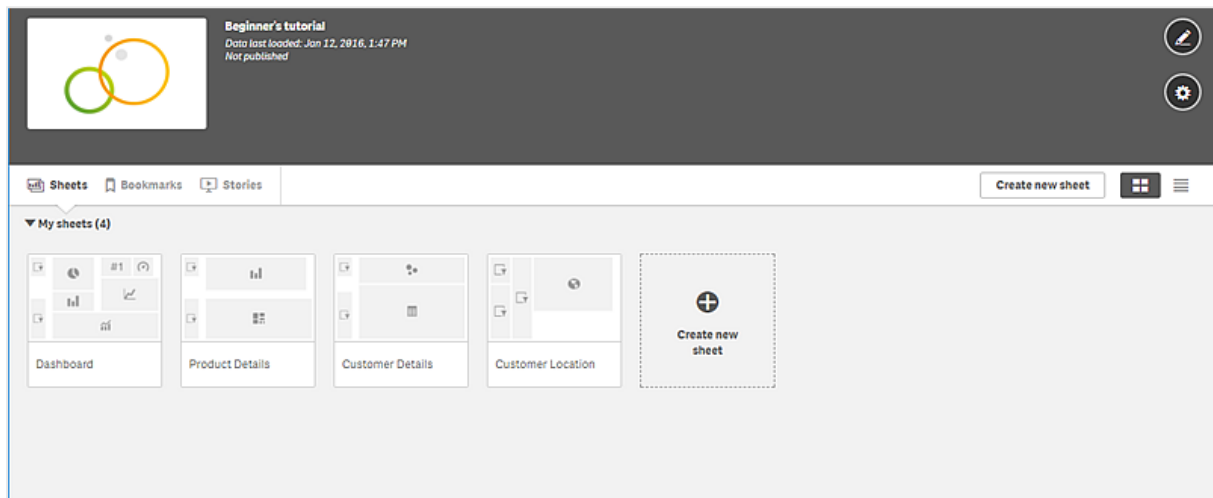 Beginner's tutorial
Data last loaded: Jan 12, 2016, 1:47 PM
Not published
Sheets
Bookmarks
Stories
Create new sheet
My sheets (4)
#1
Dashboard
Product Details
Customer Details
Customer Location
Create new
sheet